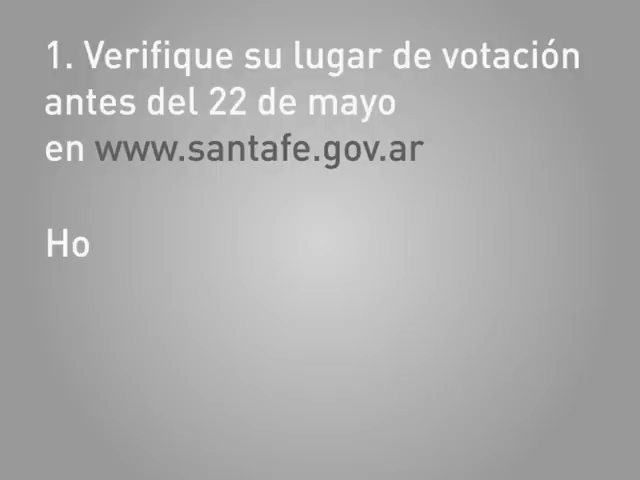 1. Verifique su lugar de votación
antes del 22 de mayo
en www.santafe.gov.ar
Ho